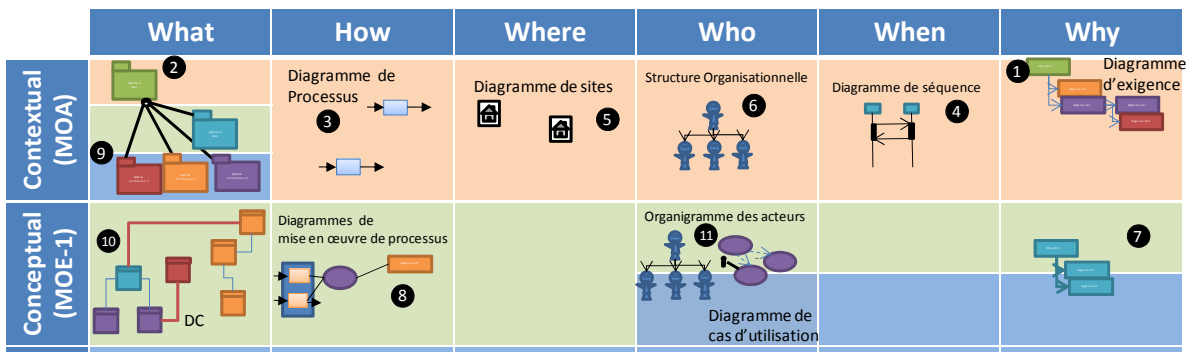 What
How
Where
Who
When
Why
Contextual
(MOA)
2
9
Diagramme de
Processus
3
Diagramme de sites
5
Structure Organisationnelle
6
Diagramme de séquence
4
1
Diagramme
d'exigence
Conceptual
(MOE-1)
10
DC
Diagrammes de
mise en œuvre de processus
8
Organigramme des acteurs
11
Diagramme de
cas d'utilisation
7